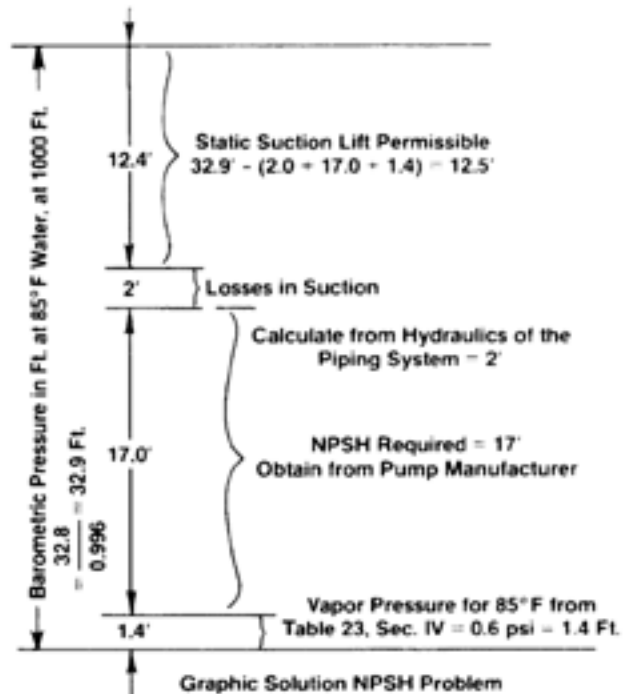 Barometric Pressure in Ft. at 85° F Water, at 1000 Ft.
= 32.8 / 0.996 = 32.9 Ft.
12.4'
Static Suction Lift Permissible
32.9' - (2.0 + 17.0 + 1.4) = 12.5'
2'
Losses in Suction
Calculate from Hydraulics of the
Piping System = 2'
17.0'
NPSH Required = 17'
Obtain from Pump Manufacturer
1.4'
Vapor Pressure for 85° F from
Table 23, Sec. IV = 0.6 psi = 1.4 Ft.
Graphic Solution NPSH Problem